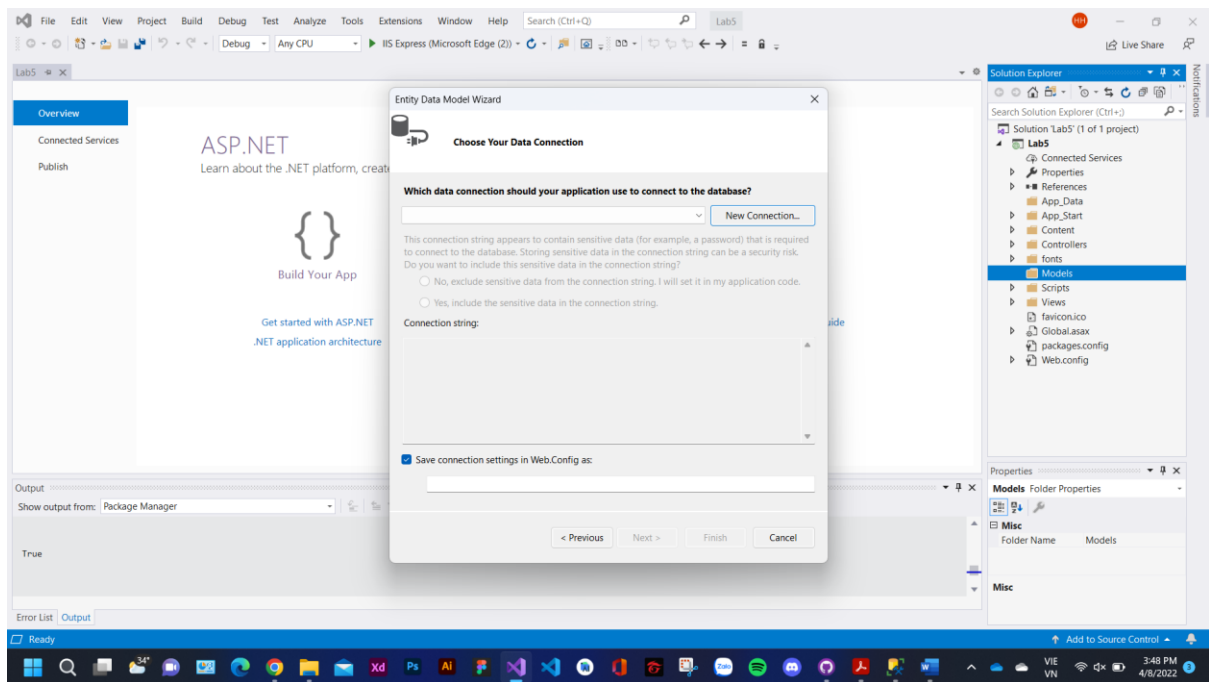 File Edit View Project Build Debug Test Analyze Tools Extensions Window Help Search (Ctrl+Q) Lab5 HH
Debug Any CPU IIS Express (Microsoft Edge (2)) Live Share
Lab5
Overview
Connected Services
Publish
ASP.NET
Learn about the .NET platform, create
{ }
Build Your App
Get started with ASP.NET
.NET application architecture
uide
Entity Data Model Wizard
Choose Your Data Connection
Which data connection should your application use to connect to the database?
New Connection...
This connection string appears to contain sensitive data (for example, a password) that is required
to connect to the database. Storing sensitive data in the connection string can be a security risk.
Do you want to include this sensitive data in the connection string?
No, exclude sensitive data from the connection string. I will set it in my application code.
Yes, include the sensitive data in the connection string.
Connection string:
Save connection settings in Web.Config as:
< Previous Next > Finish Cancel
Solution Explorer
Search Solution Explorer (Ctrl+;)
Solution 'Lab5' (1 of 1 project)
Lab5
Connected Services
Properties
References
App_Data
App_Start
Content
Controllers
fonts
Models
Scripts
Views
favicon.ico
Global.asax
packages.config
Web.config
Notifications
Properties
Models Folder Properties
Misc
Folder Name Models
Misc
Output
Show output from: Package Manager
True
Error List Output
Ready Add to Source Control
34°
Xd Ps Ai Zalo
VIE
VN
3:48 PM
4/8/2022
3